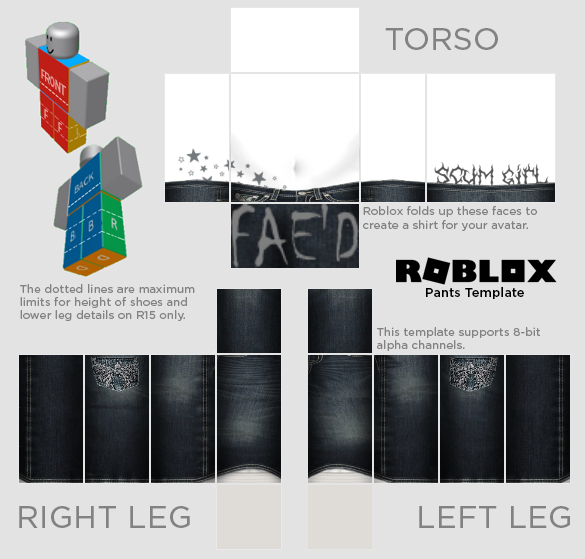 TORSO
FRONT
F F L
BACK
B B R
SCUM GIRL
FAE'D
Roblox folds up these faces to
create a shirt for your avatar.
ROBLOX
Pants Template
The dotted lines are maximum
limits for height of shoes and
lower leg details on R15 only.
This template supports 8-bit
alpha channels.
RIGHT LEG
LEFT LEG